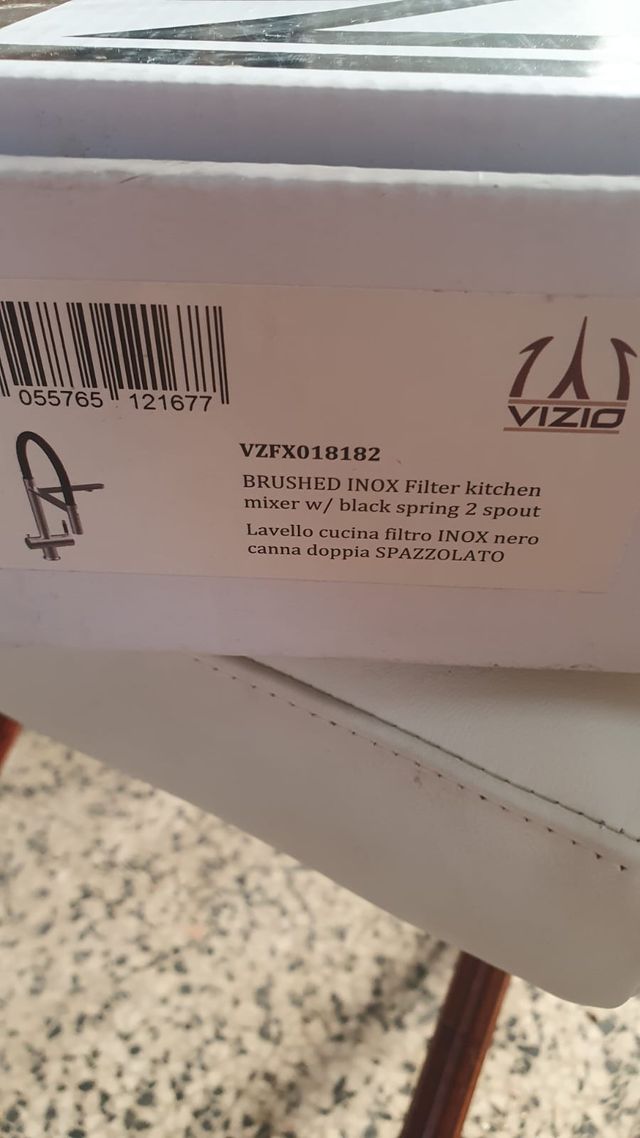 055765 121677
VIZIO
VZFX018182
BRUSHED INOX Filter kitchen
mixer w/ black spring 2 spout
Lavello cucina filtro INOX nero
canna doppia SPAZZOLATO